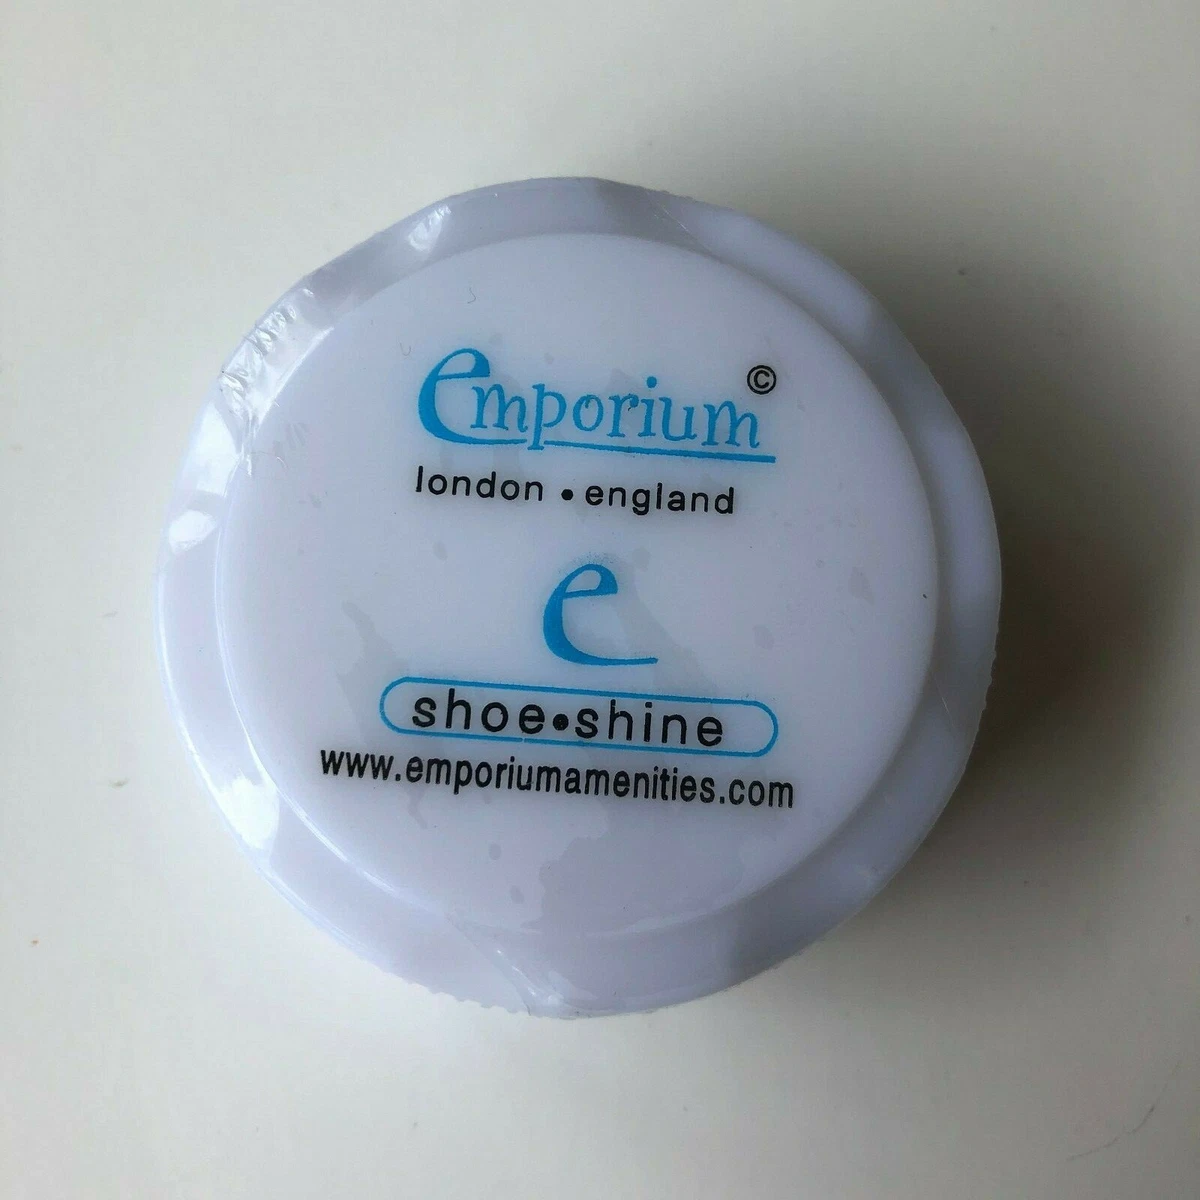 emporium ©
london • england
e
shoe•shine
www.emporiumamenities.com